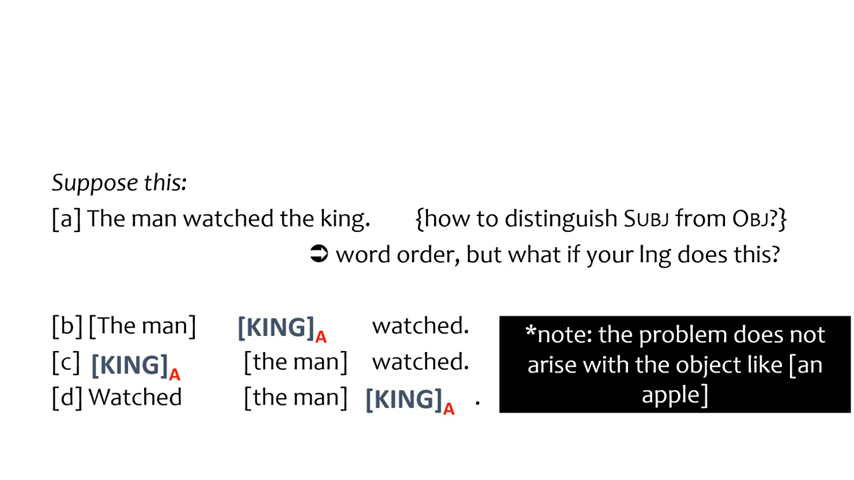 Suppose this:
[a] The man watched the king. {how to distinguish SUBJ from OBJ?}
➲ word order, but what if your lng does this?
[b] [The man] [KING]A watched.
[c] [KING]A [the man] watched.
[d] Watched [the man] [KING]A .
*note: the problem does not
arise with the object like [an
apple]